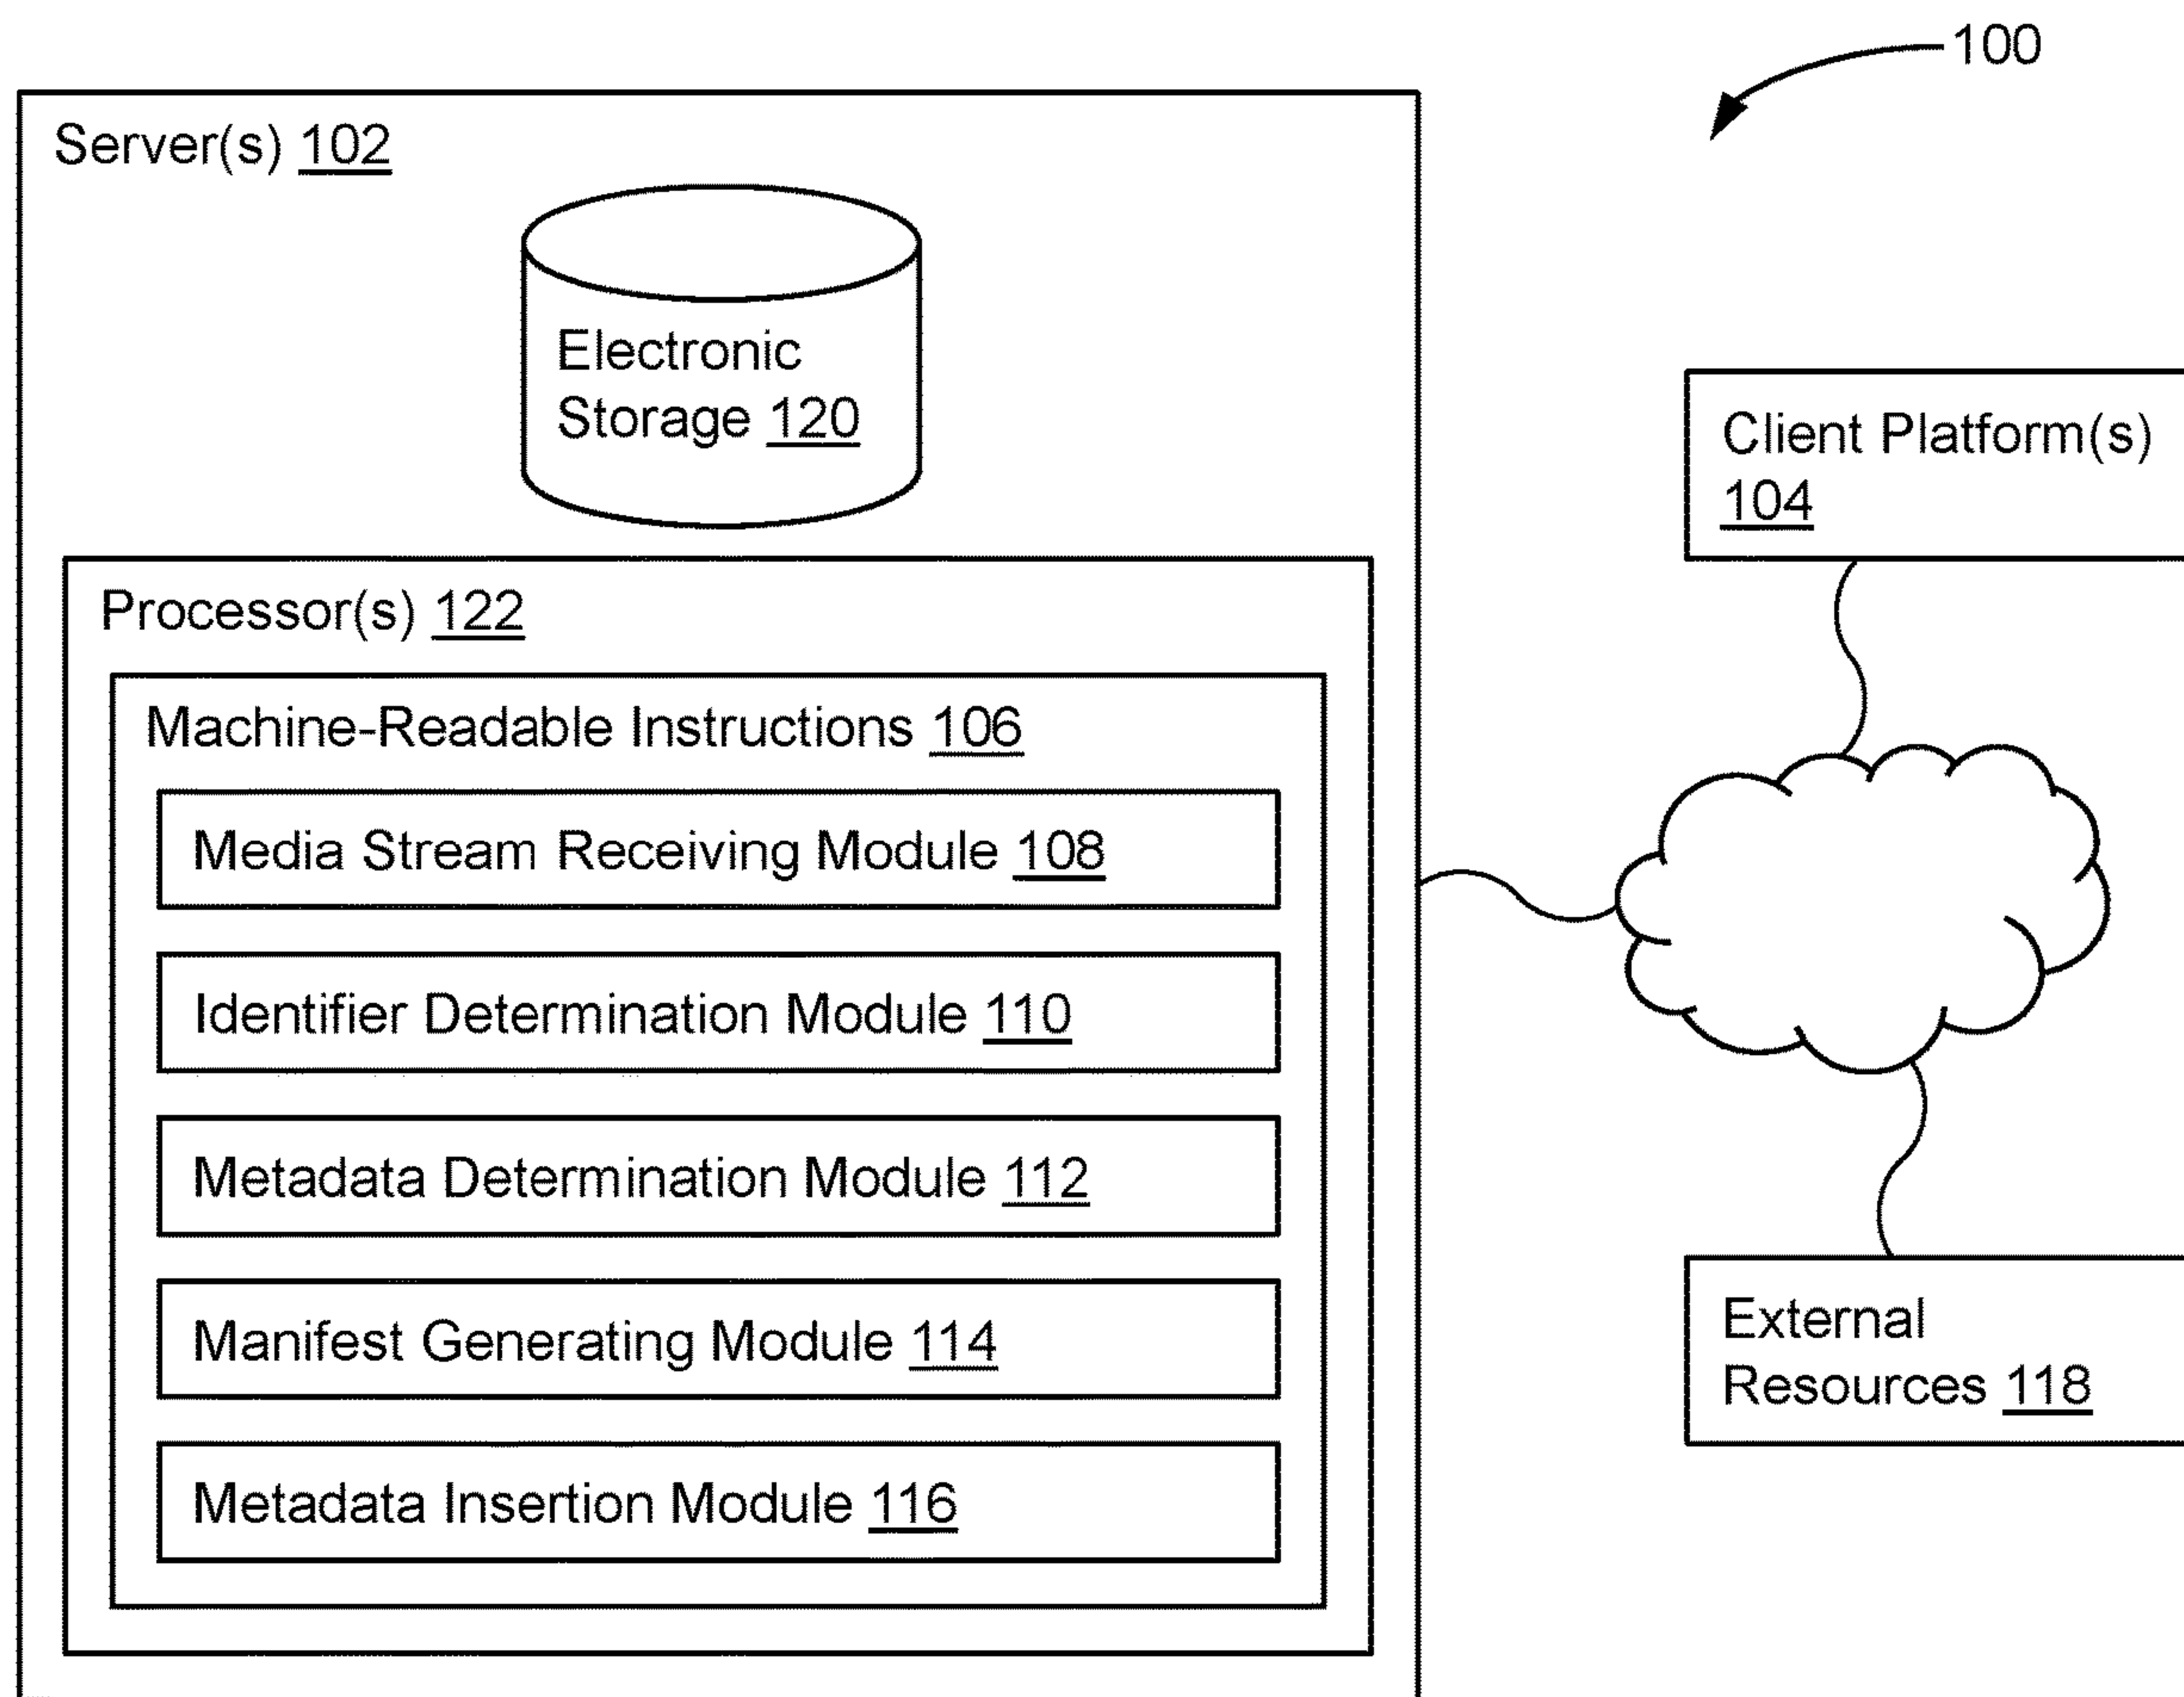 100
Server(s) 102
Electronic
Storage 120
Client Platform(s)
104
Processor(s) 122
Machine-Readable Instructions 106
Media Stream Receiving Module 108
Identifier Determination Module 110
Metadata Determination Module 112
Manifest Generating Module 114
Metadata Insertion Module 116
External
Resources 118